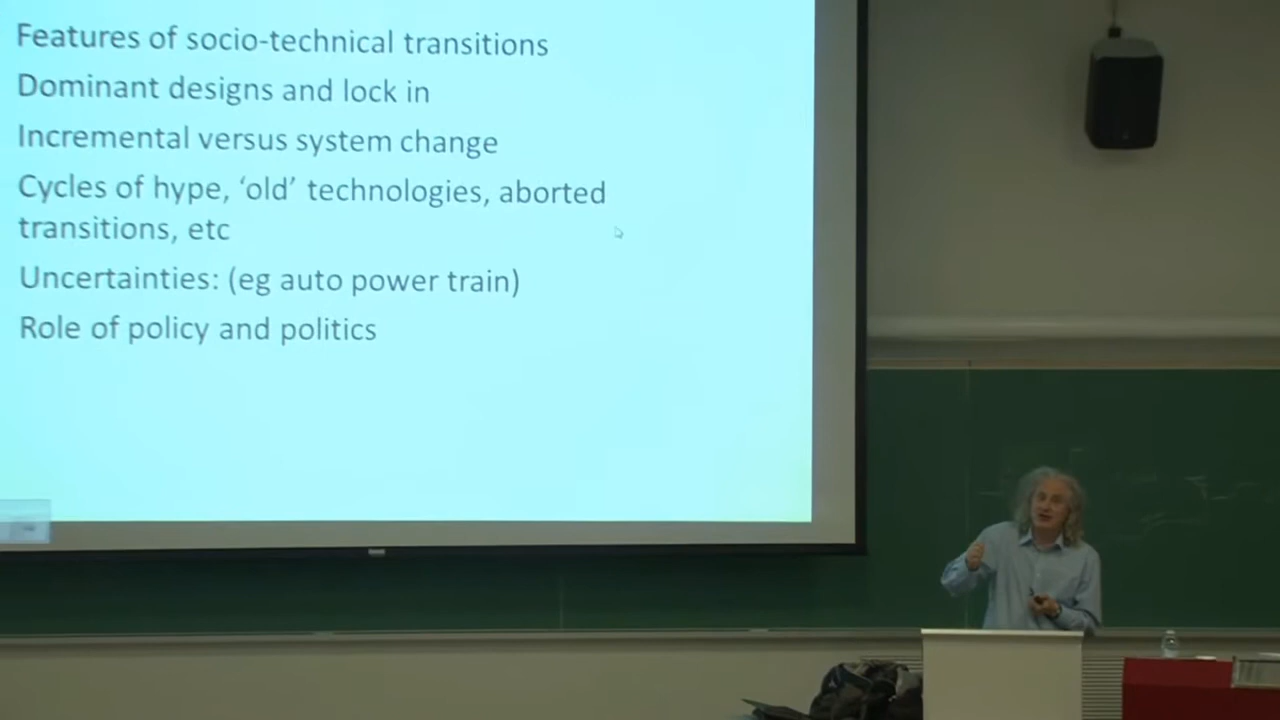 Features of socio-technical transitions
Dominant designs and lock in
Incremental versus system change
Cycles of hype, ‘old’ technologies, aborted
transitions, etc
Uncertainties: (eg auto power train)
Role of policy and politics